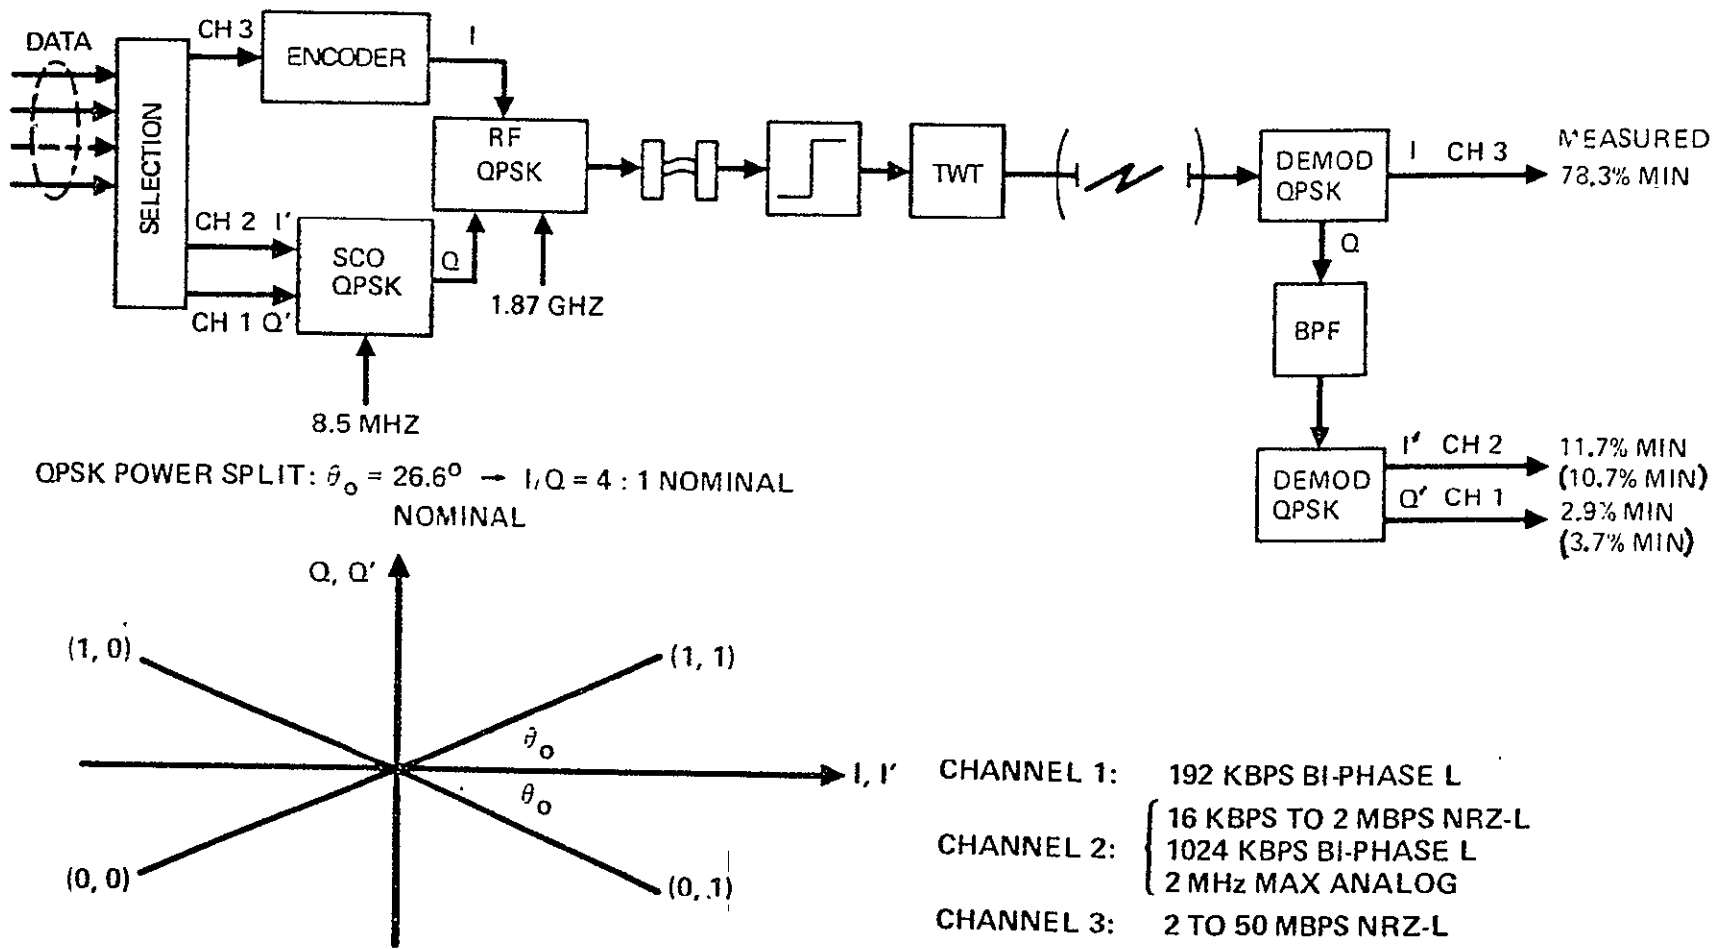 DATA
SELECTION
CH 3
ENCODER
I
RF
QPSK
CH 2 I'
CH 1 Q'
SCO
QPSK
Q
8.5 MHZ
1.87 GHZ
TWT
DEMOD
QPSK
I CH 3
MEASURED
78.3% MIN
Q
BPF
DEMOD
QPSK
I' CH 2
11.7% MIN
(10.7% MIN)
Q' CH 1
2.9% MIN
(3.7% MIN)
QPSK POWER SPLIT: θo = 26.6° → I/Q = 4 : 1 NOMINAL
NOMINAL
Q, Q'
(1, 0)
(1, 1)
θo
I, I'
θo
(0, 0)
(0, 1)
CHANNEL 1: 192 KBPS BI-PHASE L
16 KBPS TO 2 MBPS NRZ-L
CHANNEL 2: 1024 KBPS BI-PHASE L
2 MHz MAX ANALOG
CHANNEL 3: 2 TO 50 MBPS NRZ-L